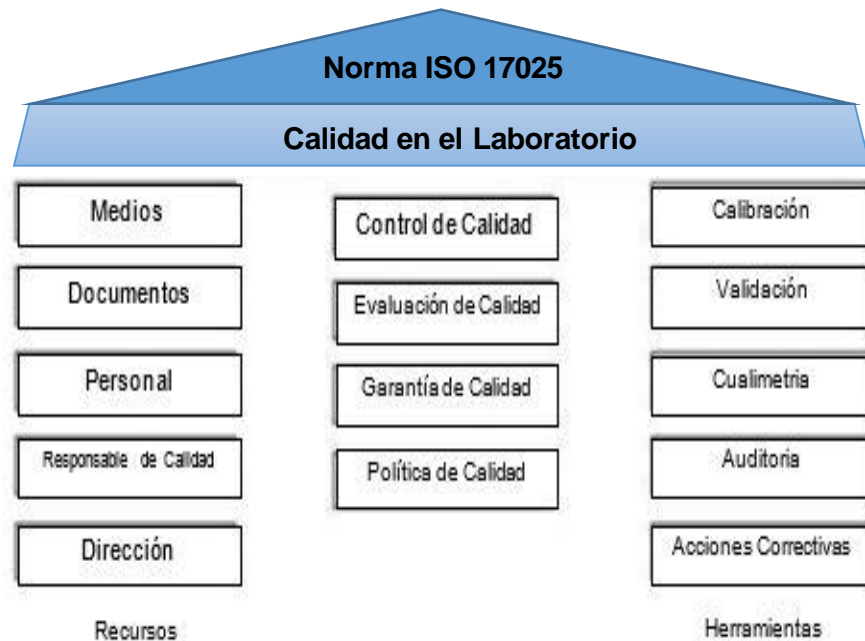 Norma ISO 17025
Calidad en el Laboratorio
Medios
Documentos
Personal
Responsable de Calidad
Dirección
Recursos
Control de Calidad
Evaluación de Calidad
Garantía de Calidad
Política de Calidad
Calibración
Validación
Cualimetria
Auditoria
Acciones Correctivas
Herramientas